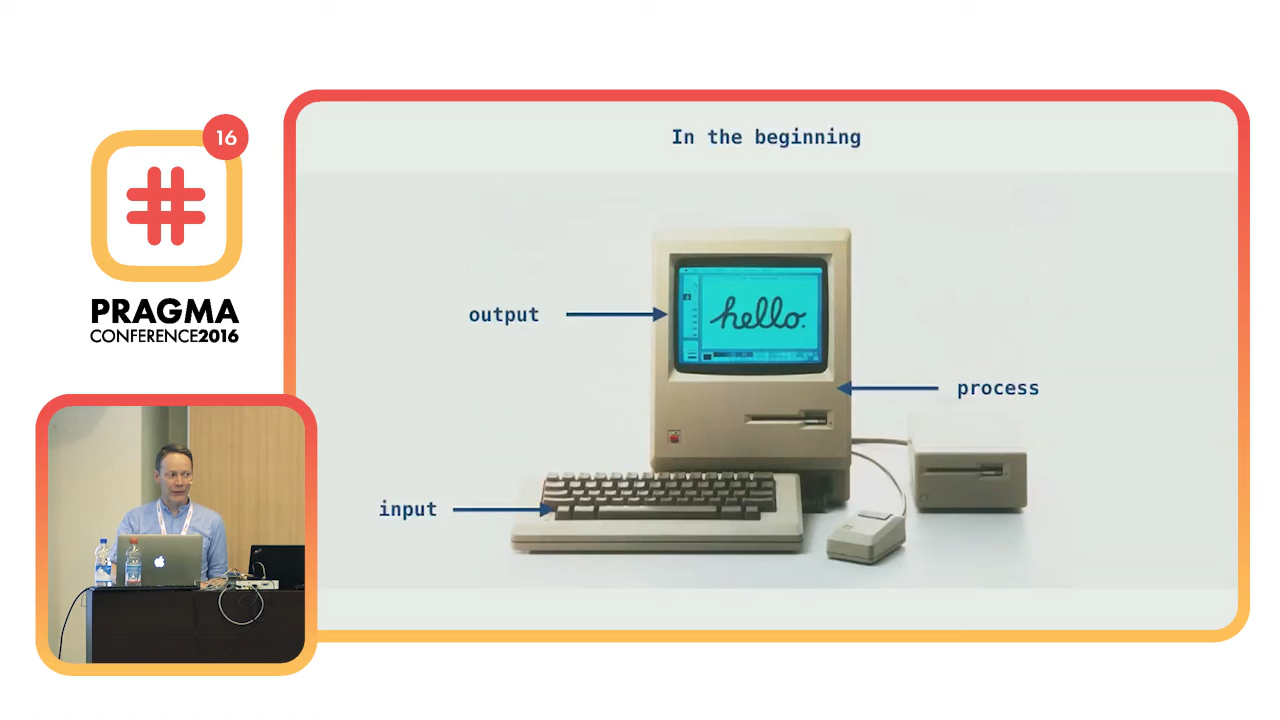 16
PRAGMA
CONFERENCE2016
In the beginning
output
hello.
process
input